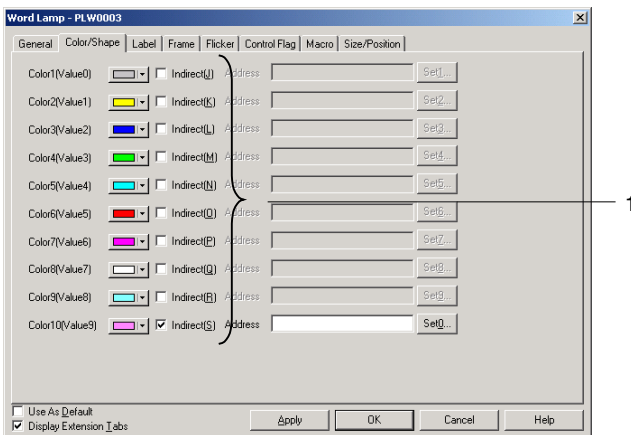 Word Lamp - PLW0003
General Color/Shape Label Frame Flicker Control Flag Macro Size/Position
Color1(Value0) Indirect(J) Address Set1...
Color2(Value1) Indirect(K) Address Set2...
Color3(Value2) Indirect(L) Address Set3...
Color4(Value3) Indirect(M) Address Set4...
Color5(Value4) Indirect(N) Address Set5...
Color6(Value5) Indirect(O) Address Set6...
1
Color7(Value6) Indirect(P) Address Set7...
Color8(Value7) Indirect(Q) Address Set8...
Color9(Value8) Indirect(R) Address Set9...
Color10(Value9) Indirect(S) Address Set0...
Use As Default
Display Extension Tabs
Apply OK Cancel Help